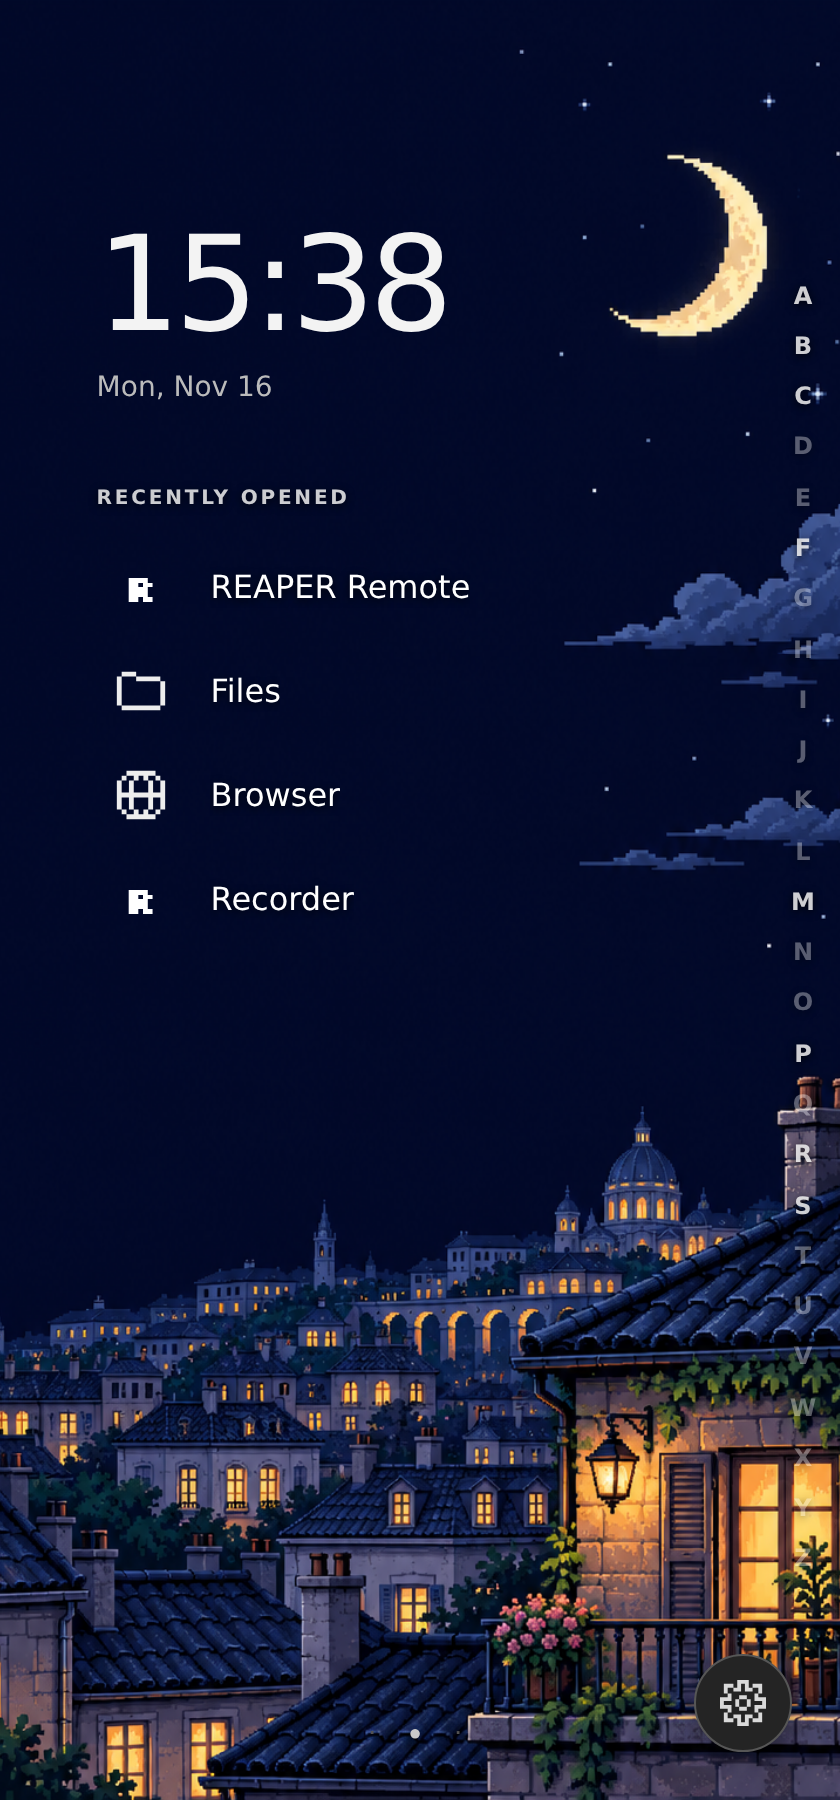 15:38
Mon, Nov 16
RECENTLY OPENED
REAPER Remote
Files
Browser
Recorder
A
B
C
D
E
F
G
H
I
J
K
L
M
N
O
P
Q
R
S
T
U
V
W
X
Y
Z